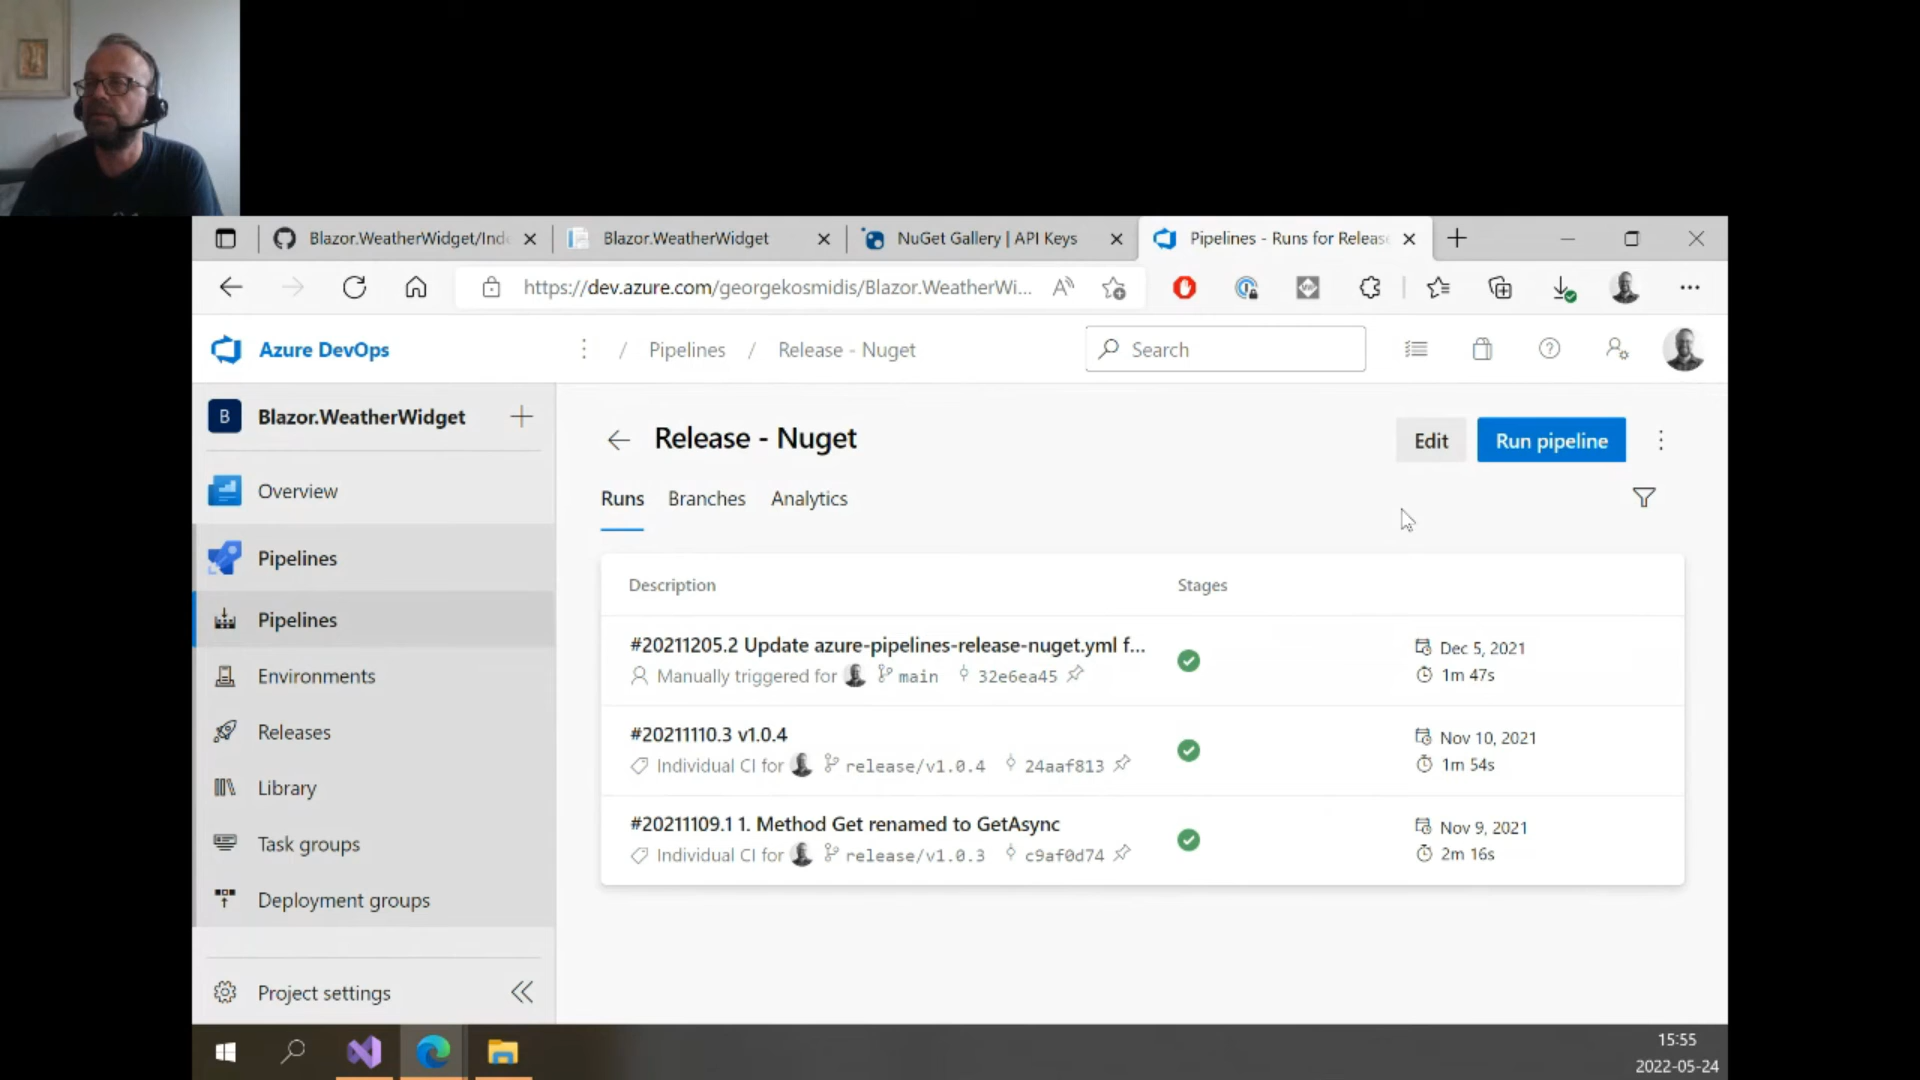 Blazor.WeatherWidget/Ind
Blazor.WeatherWidget
NuGet Gallery | API Keys
Pipelines - Runs for Releas
https://dev.azure.com/georgekosmidis/Blazor.WeatherWi...
Azure DevOps
/ Pipelines / Release - Nuget
Search
B Blazor.WeatherWidget
Overview
Pipelines
Pipelines
Environments
Releases
Library
Task groups
Deployment groups
Project settings
Release - Nuget
Edit
Run pipeline
Runs Branches Analytics
Description Stages
#20211205.2 Update azure-pipelines-release-nuget.yml f...
Manually triggered for main 32e6ea45
Dec 5, 2021
1m 47s
#20211110.3 v1.0.4
Individual CI for release/v1.0.4 24aaf813
Nov 10, 2021
1m 54s
#20211109.1 1. Method Get renamed to GetAsync
Individual CI for release/v1.0.3 c9af0d74
Nov 9, 2021
2m 16s
15:55
2022-05-24